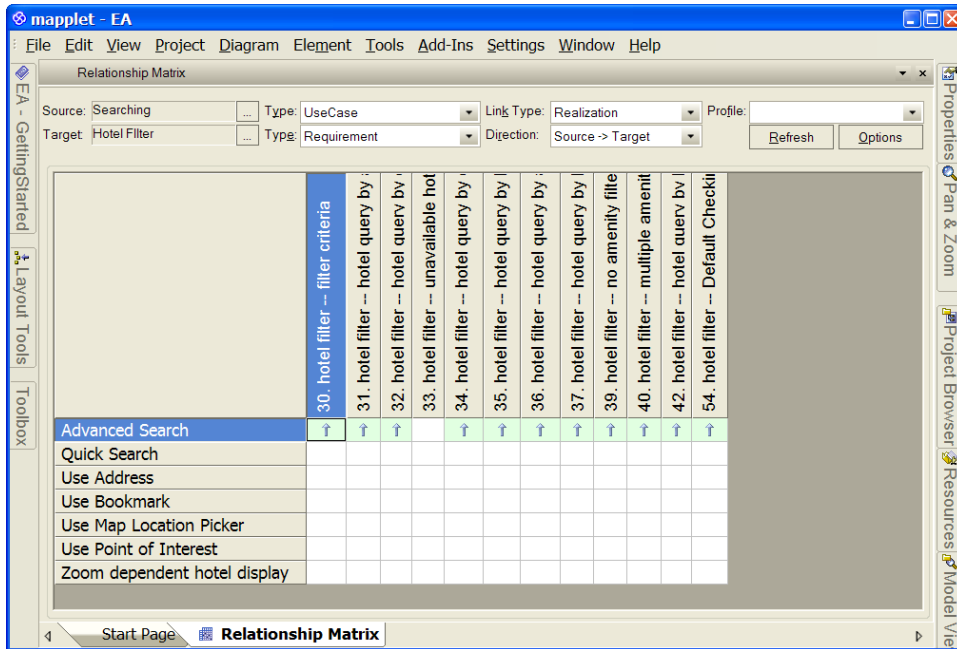 mapplet - EA
File Edit View Project Diagram Element Tools Add-Ins Settings Window Help
Relationship Matrix
Source: Searching ... Type: UseCase Link Type: Realization Profile:
Target: Hotel FIlter ... Type: Requirement Direction: Source -> Target Refresh Options
30. hotel filter -- filter criteria
31. hotel filter -- hotel query by
32. hotel filter -- hotel query by
33. hotel filter -- unavailable hot
34. hotel filter -- hotel query by
35. hotel filter -- hotel query by
36. hotel filter -- hotel query by
37. hotel filter -- hotel query by
39. hotel filter -- no amenity filte
40. hotel filter -- multiple amenit
42. hotel filter -- hotel query by
54. hotel filter -- Default Checkin
Advanced Search
Quick Search
Use Address
Use Bookmark
Use Map Location Picker
Use Point of Interest
Zoom dependent hotel display
Start Page Relationship Matrix
EA - GettingStarted
Layout Tools
Toolbox
Properties
Pan & Zoom
Project Browser
Resources
Model Vie